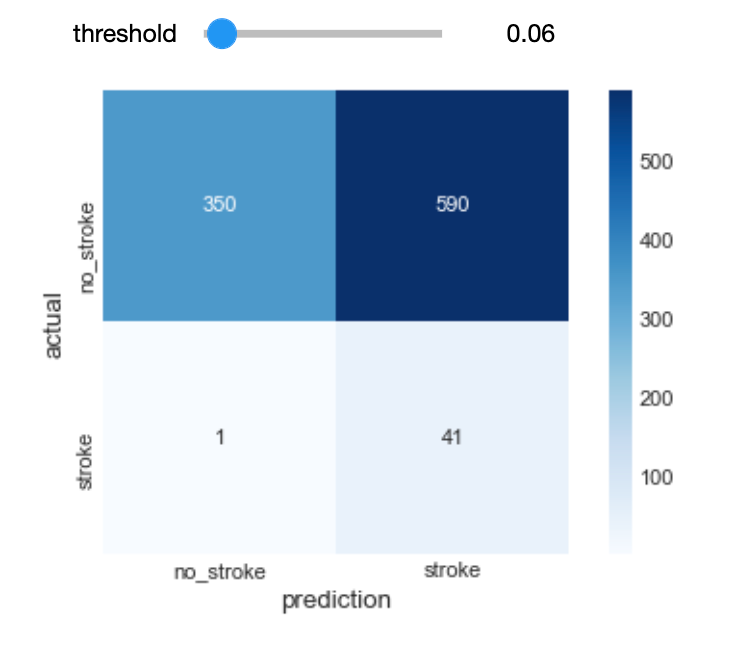 threshold 0.06
350 590
no_stroke
actual
1 41
stroke
no_stroke stroke
prediction
500
400
300
200
100